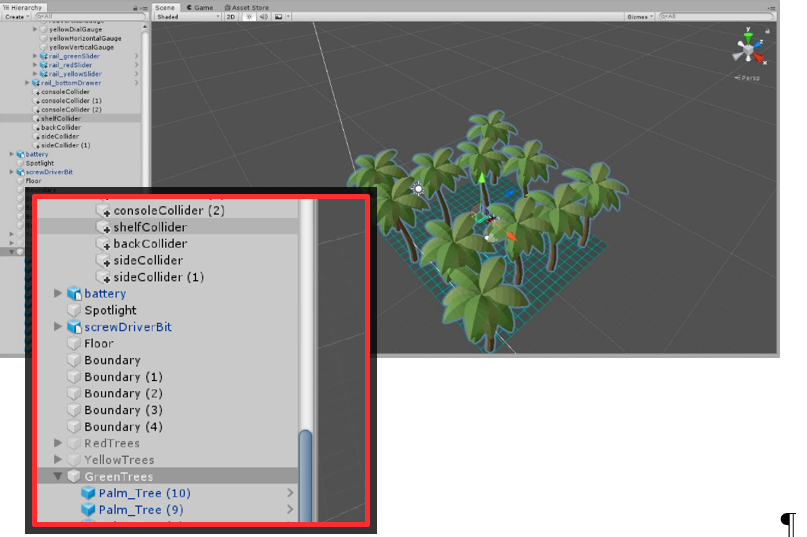 Hierarchy
Create
All
yellowDialGauge
yellowHorizontalGauge
yellowVerticalGauge
rail_greenSlider
rail_redSlider
rail_yellowSlider
rail_bottomDrawer
consoleCollider
consoleCollider (1)
consoleCollider (2)
shelfCollider
backCollider
sideCollider
sideCollider (1)
battery
Spotlight
screwDriverBit
Floor
Scene Game Asset Store
Shaded 2D Gizmos All
y
z
x
Persp
consoleCollider (2)
shelfCollider
backCollider
sideCollider
sideCollider (1)
battery
Spotlight
screwDriverBit
Floor
Boundary
Boundary (1)
Boundary (2)
Boundary (3)
Boundary (4)
RedTrees
YellowTrees
GreenTrees
Palm_Tree (10)
Palm_Tree (9)
¶